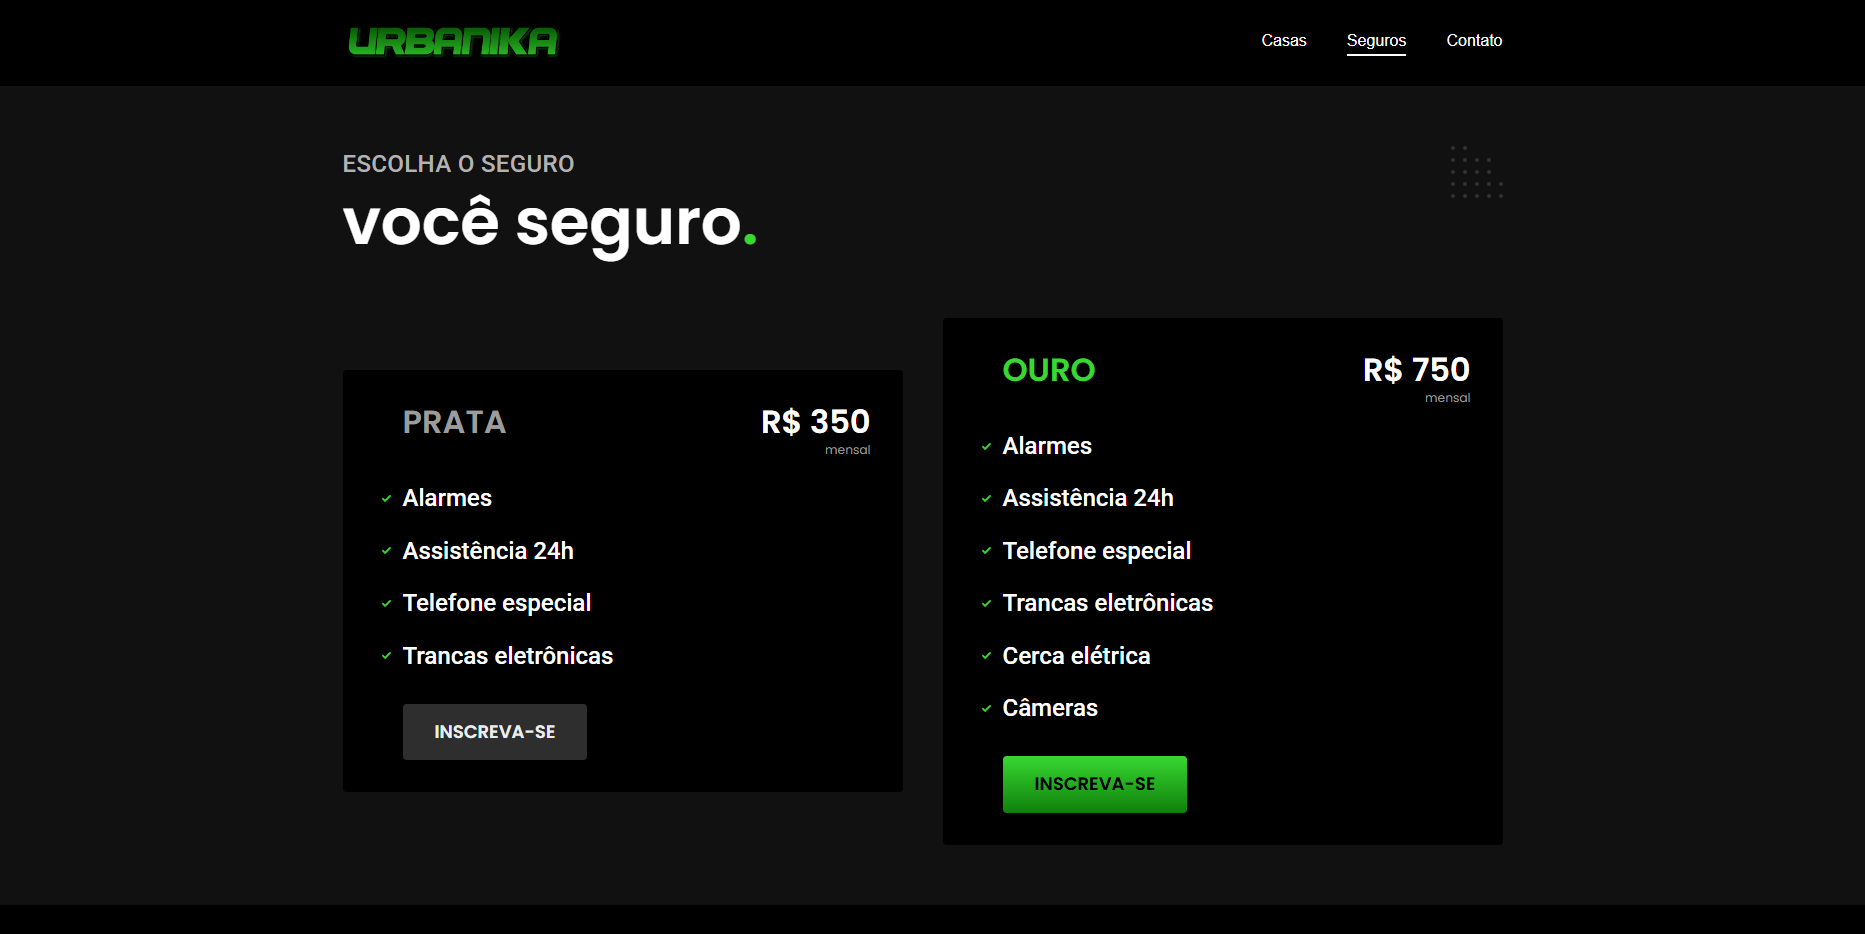 URBANIKA
Casas Seguros Contato
ESCOLHA O SEGURO
você seguro.
PRATA R$ 350
mensal
Alarmes
Assistência 24h
Telefone especial
Trancas eletrônicas
INSCREVA-SE
OURO R$ 750
mensal
Alarmes
Assistência 24h
Telefone especial
Trancas eletrônicas
Cerca elétrica
Câmeras
INSCREVA-SE